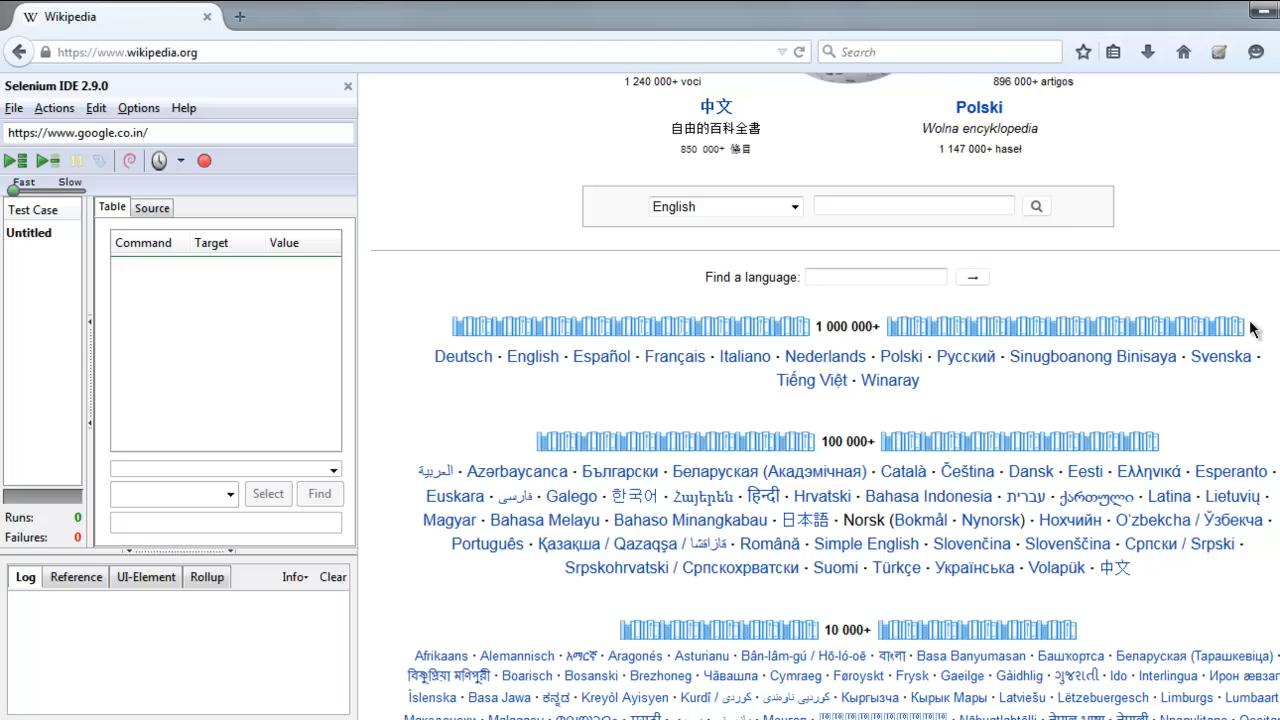 Wikipedia
https://www.wikipedia.org
Search
Selenium IDE 2.9.0
File Actions Edit Options Help
https://www.google.co.in/
Fast Slow
Test Case
Untitled
Table Source
Command Target Value
Select Find
Runs: 0
Failures: 0
Log Reference UI-Element Rollup Info Clear
1 240 000+ voci 896 000+ artigos
中文 Polski
自由的百科全書 Wolna encyklopedia
850 000+ 條目 1 147 000+ haseł
English
Find a language: →
1 000 000+
Deutsch · English · Español · Français · Italiano · Nederlands · Polski · Русский · Sinugboanong Binisaya · Svenska ·
Tiếng Việt · Winaray
100 000+
العربية · Azərbaycanca · Български · Беларуская (Акадэмічная) · Català · Čeština · Dansk · Eesti · Ελληνικά · Esperanto ·
Euskara · فارسی · Galego · 한국어 · Հայերեն · हिन्दी · Hrvatski · Bahasa Indonesia · עברית · ქართული · Latina · Lietuvių ·
Magyar · Bahasa Melayu · Bahaso Minangkabau · 日本語 · Norsk (Bokmål · Nynorsk) · Нохчийн · Oʻzbekcha / Ўзбекча ·
Português · Қазақша / Qazaqşa / قازاقشا · Română · Simple English · Slovenčina · Slovenščina · Српски / Srpski ·
Srpskohrvatski / Српскохрватски · Suomi · Türkçe · Українська · Volapük · 中文
10 000+
Afrikaans · Alemannisch · አማርኛ · Aragonés · Asturianu · Bân-lâm-gú / Hō-ló-oē · বাংলা · Basa Banyumasan · Башҡортса · Беларуская (Тарашкевіца) ·
বিষ্ণুপ্রিয়া মণিপুরী · Boarisch · Bosanski · Brezhoneg · Чӑвашла · Cymraeg · Føroyskt · Frysk · Gaeilge · Gàidhlig · ગુજરાતી · Ido · Interlingua · Ирон
Íslenska · Basa Jawa · ಕನ್ನಡ · Kreyòl Ayisyen · Kurdî / كوردی · کوردیی ناوەندی · Кыргызча · Кырык Мары · Latviešu · Lëtzebuergesch · Limburgs ·